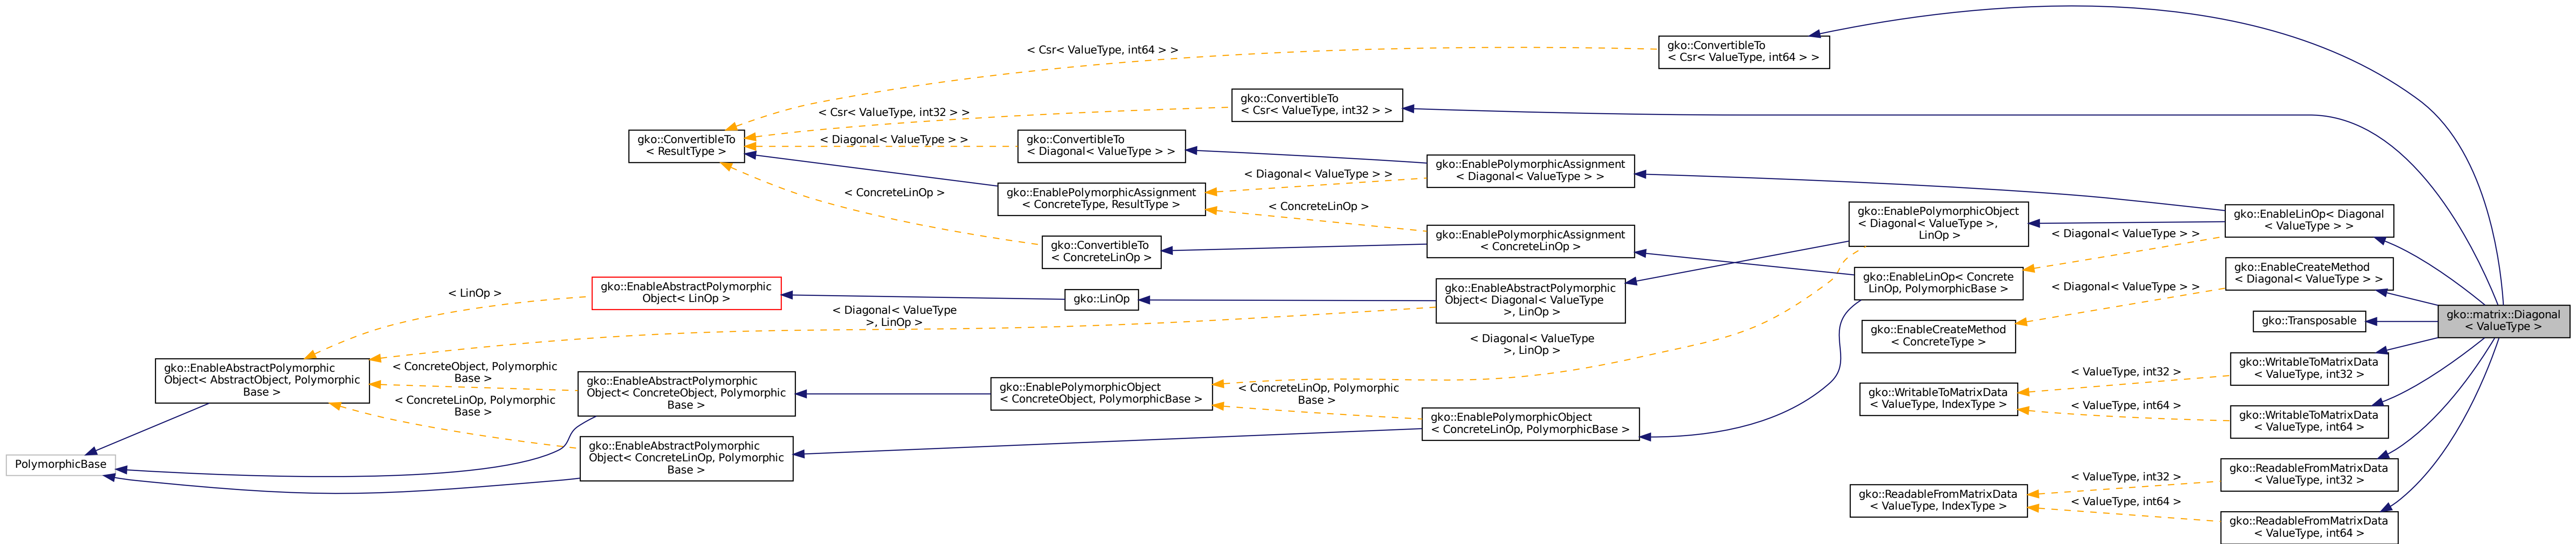 < Csr< ValueType, int64 > >
gko::ConvertibleTo
< Csr< ValueType, int64 > >
gko::ConvertibleTo
< Csr< ValueType, int32 > >
< Csr< ValueType, int32 > >
gko::ConvertibleTo
< ResultType >
< Diagonal< ValueType > >
gko::ConvertibleTo
< Diagonal< ValueType > >
gko::EnablePolymorphicAssignment
< Diagonal< ValueType > >
< Diagonal< ValueType > >
< ConcreteLinOp >
gko::EnablePolymorphicAssignment
< ConcreteType, ResultType >
< ConcreteLinOp >
gko::EnablePolymorphicObject
< Diagonal< ValueType >,
LinOp >
gko::EnableLinOp< Diagonal
< ValueType > >
gko::ConvertibleTo
< ConcreteLinOp >
gko::EnablePolymorphicAssignment
< ConcreteLinOp >
< Diagonal< ValueType > >
gko::EnableLinOp< Concrete
LinOp, PolymorphicBase >
gko::EnableCreateMethod
< Diagonal< ValueType > >
< LinOp >
gko::EnableAbstractPolymorphic
Object< LinOp >
gko::LinOp
gko::EnableAbstractPolymorphic
Object< Diagonal< ValueType
>, LinOp >
< Diagonal< ValueType > >
< Diagonal< ValueType
>, LinOp >
gko::EnableCreateMethod
< ConcreteType >
gko::Transposable
gko::matrix::Diagonal
< ValueType >
< Diagonal< ValueType
>, LinOp >
gko::EnableAbstractPolymorphic
Object< AbstractObject, Polymorphic
Base >
< ConcreteObject, Polymorphic
Base >
< ConcreteLinOp, Polymorphic
Base >
gko::EnableAbstractPolymorphic
Object< ConcreteObject, Polymorphic
Base >
gko::EnablePolymorphicObject
< ConcreteObject, PolymorphicBase >
< ConcreteLinOp, Polymorphic
Base >
gko::WritableToMatrixData
< ValueType, IndexType >
< ValueType, int32 >
gko::WritableToMatrixData
< ValueType, int32 >
< ValueType, int64 >
gko::WritableToMatrixData
< ValueType, int64 >
gko::EnablePolymorphicObject
< ConcreteLinOp, PolymorphicBase >
gko::EnableAbstractPolymorphic
Object< ConcreteLinOp, Polymorphic
Base >
PolymorphicBase
gko::ReadableFromMatrixData
< ValueType, IndexType >
< ValueType, int32 >
gko::ReadableFromMatrixData
< ValueType, int32 >
< ValueType, int64 >
gko::ReadableFromMatrixData
< ValueType, int64 >